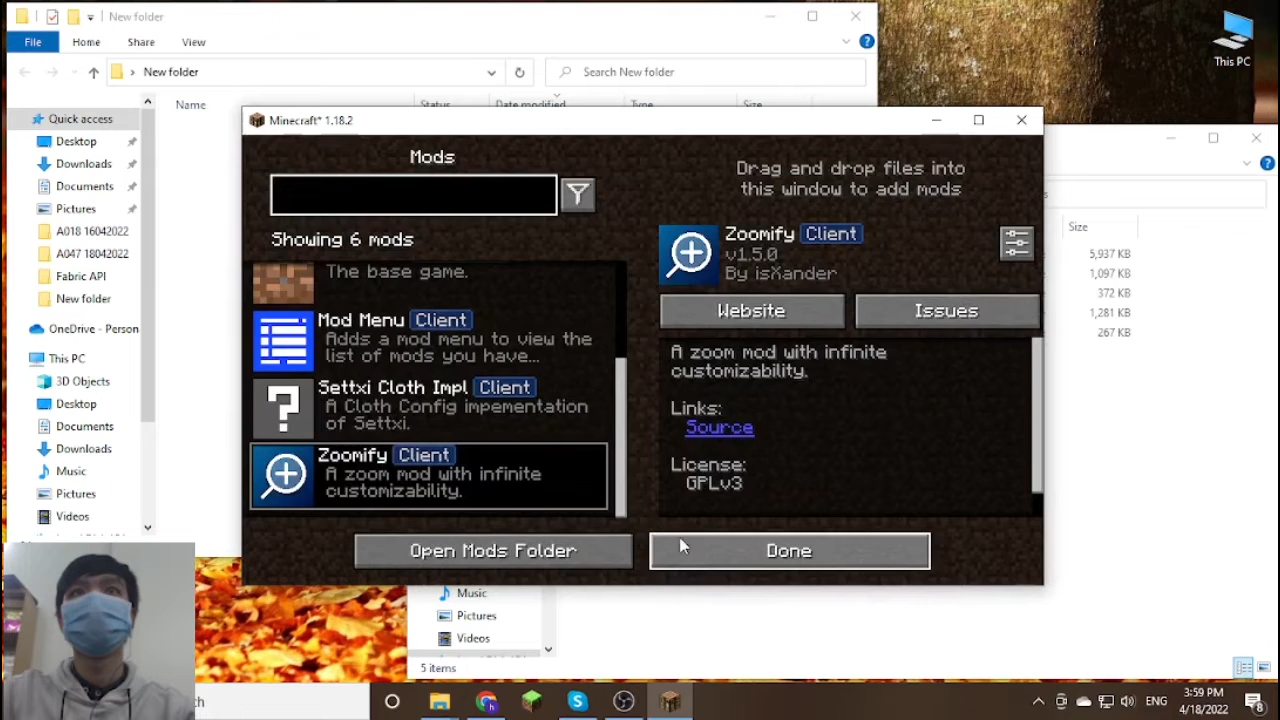 New folder
File
Home
Share
View
New folder
Search New folder
This PC
Name
Status
Date modified
Type
Size
Quick access
Desktop
Downloads
Documents
Pictures
A018 16042022
A047 18042022
Fabric API
New folder
OneDrive - Person
This PC
3D Objects
Desktop
Documents
Downloads
Music
Pictures
Videos
Minecraft* 1.18.2
Mods
Showing 6 mods
The base game.
Mod Menu Client
Adds a mod menu to view the
list of mods you have...
Settxi Cloth Impl Client
A Cloth Config impementation
of Settxi.
Zoomify Client
A zoom mod with infinite
customizability.
Open Mods Folder
Drag and drop files into
this window to add mods
Zoomify Client
v1.5.0
By isXander
Website
Issues
A zoom mod with infinite
customizability.
Links:
Source
License:
GPLv3
Done
s
Size
5,937 KB
1,097 KB
372 KB
1,281 KB
267 KB
Music
Pictures
Videos
5 items
ch
ENG
3:59 PM
4/18/2022
8